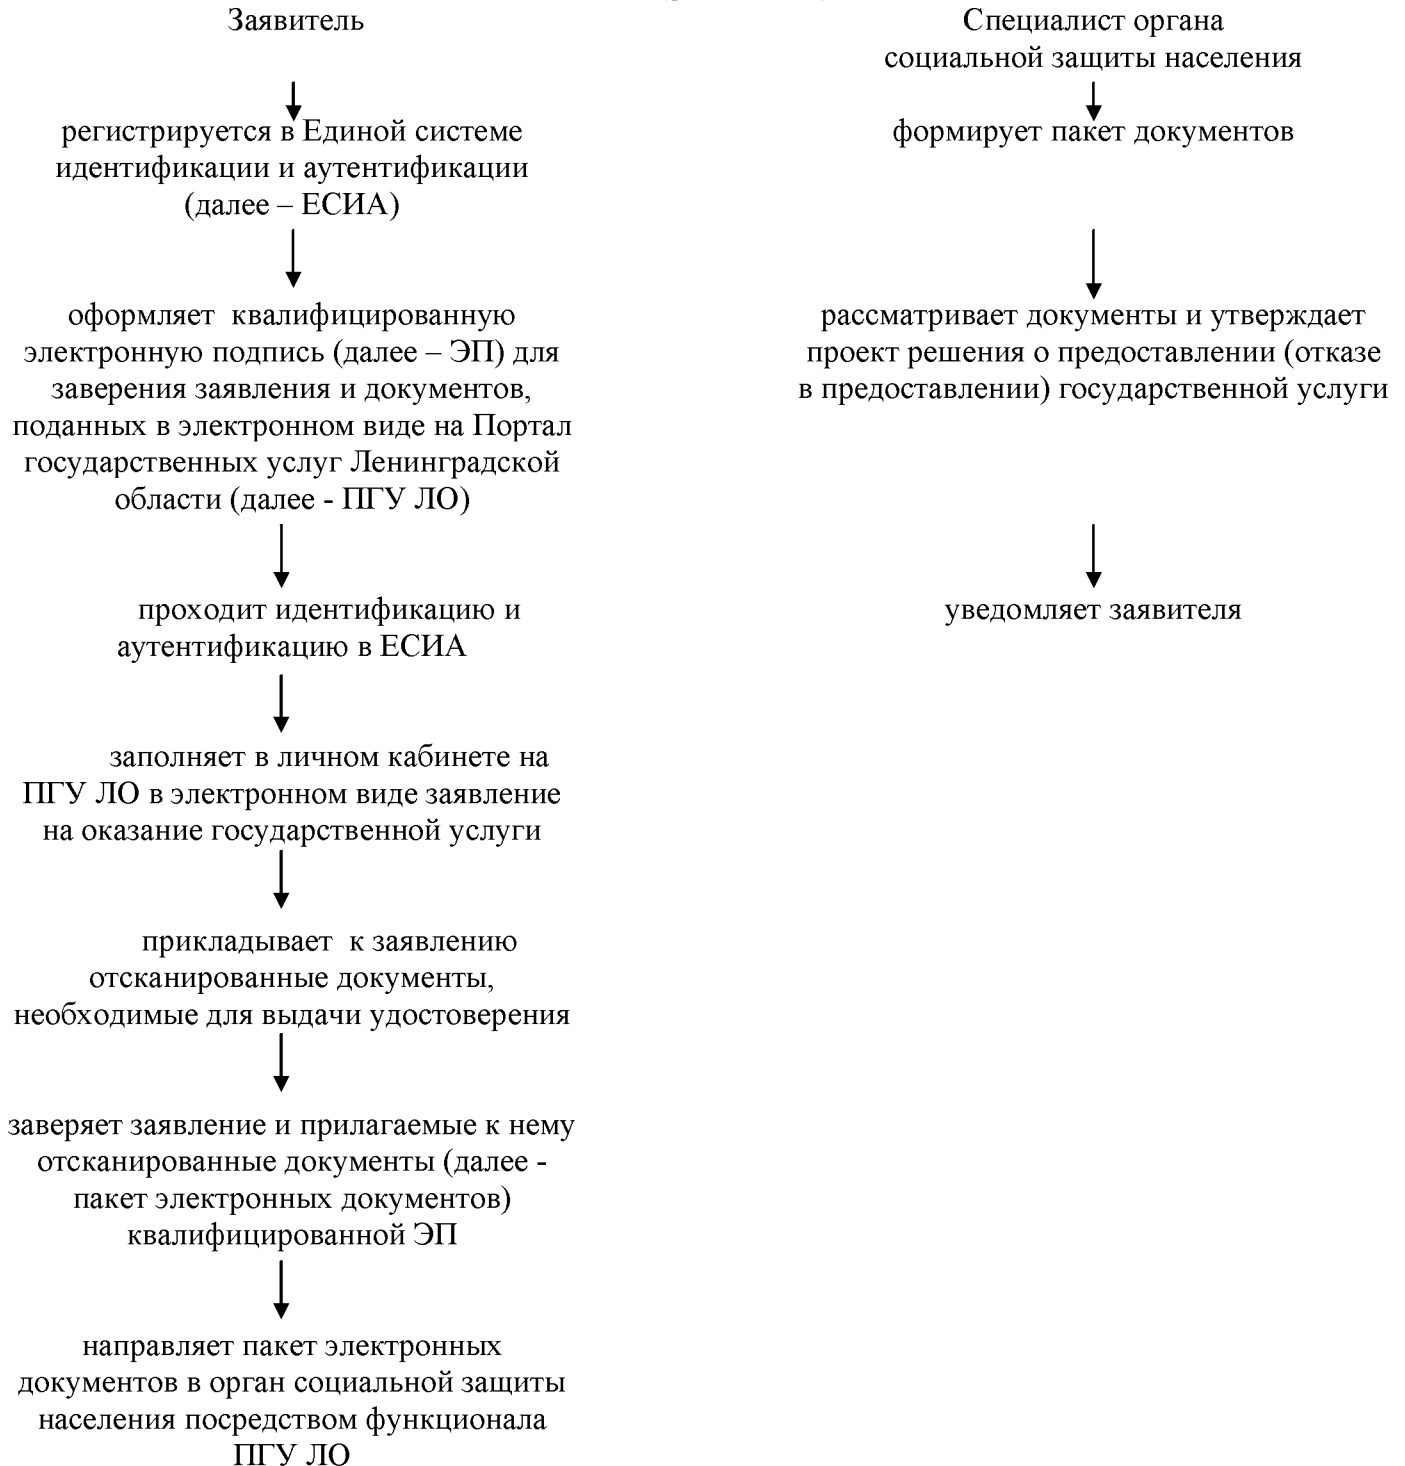 Заявитель
регистрируется в Единой системе
идентификации и аутентификации
(далее – ЕСИА)
оформляет  квалифицированную
электронную подпись (далее – ЭП) для
заверения заявления и документов,
поданных в электронном виде на Портал
государственных услуг Ленинградской
области (далее - ПГУ ЛО)
проходит идентификацию и
аутентификацию в ЕСИА
заполняет в личном кабинете на
ПГУ ЛО в электронном виде заявление
на оказание государственной услуги
прикладывает  к заявлению
отсканированные документы,
необходимые для выдачи удостоверения
заверяет заявление и прилагаемые к нему
отсканированные документы (далее -
пакет электронных документов)
квалифицированной ЭП
направляет пакет электронных
документов в орган социальной защиты
населения посредством функционала
ПГУ ЛО
Специалист органа
социальной защиты населения
формирует пакет документов
рассматривает документы и утверждает
проект решения о предоставлении (отказе
в предоставлении) государственной услуги
уведомляет заявителя